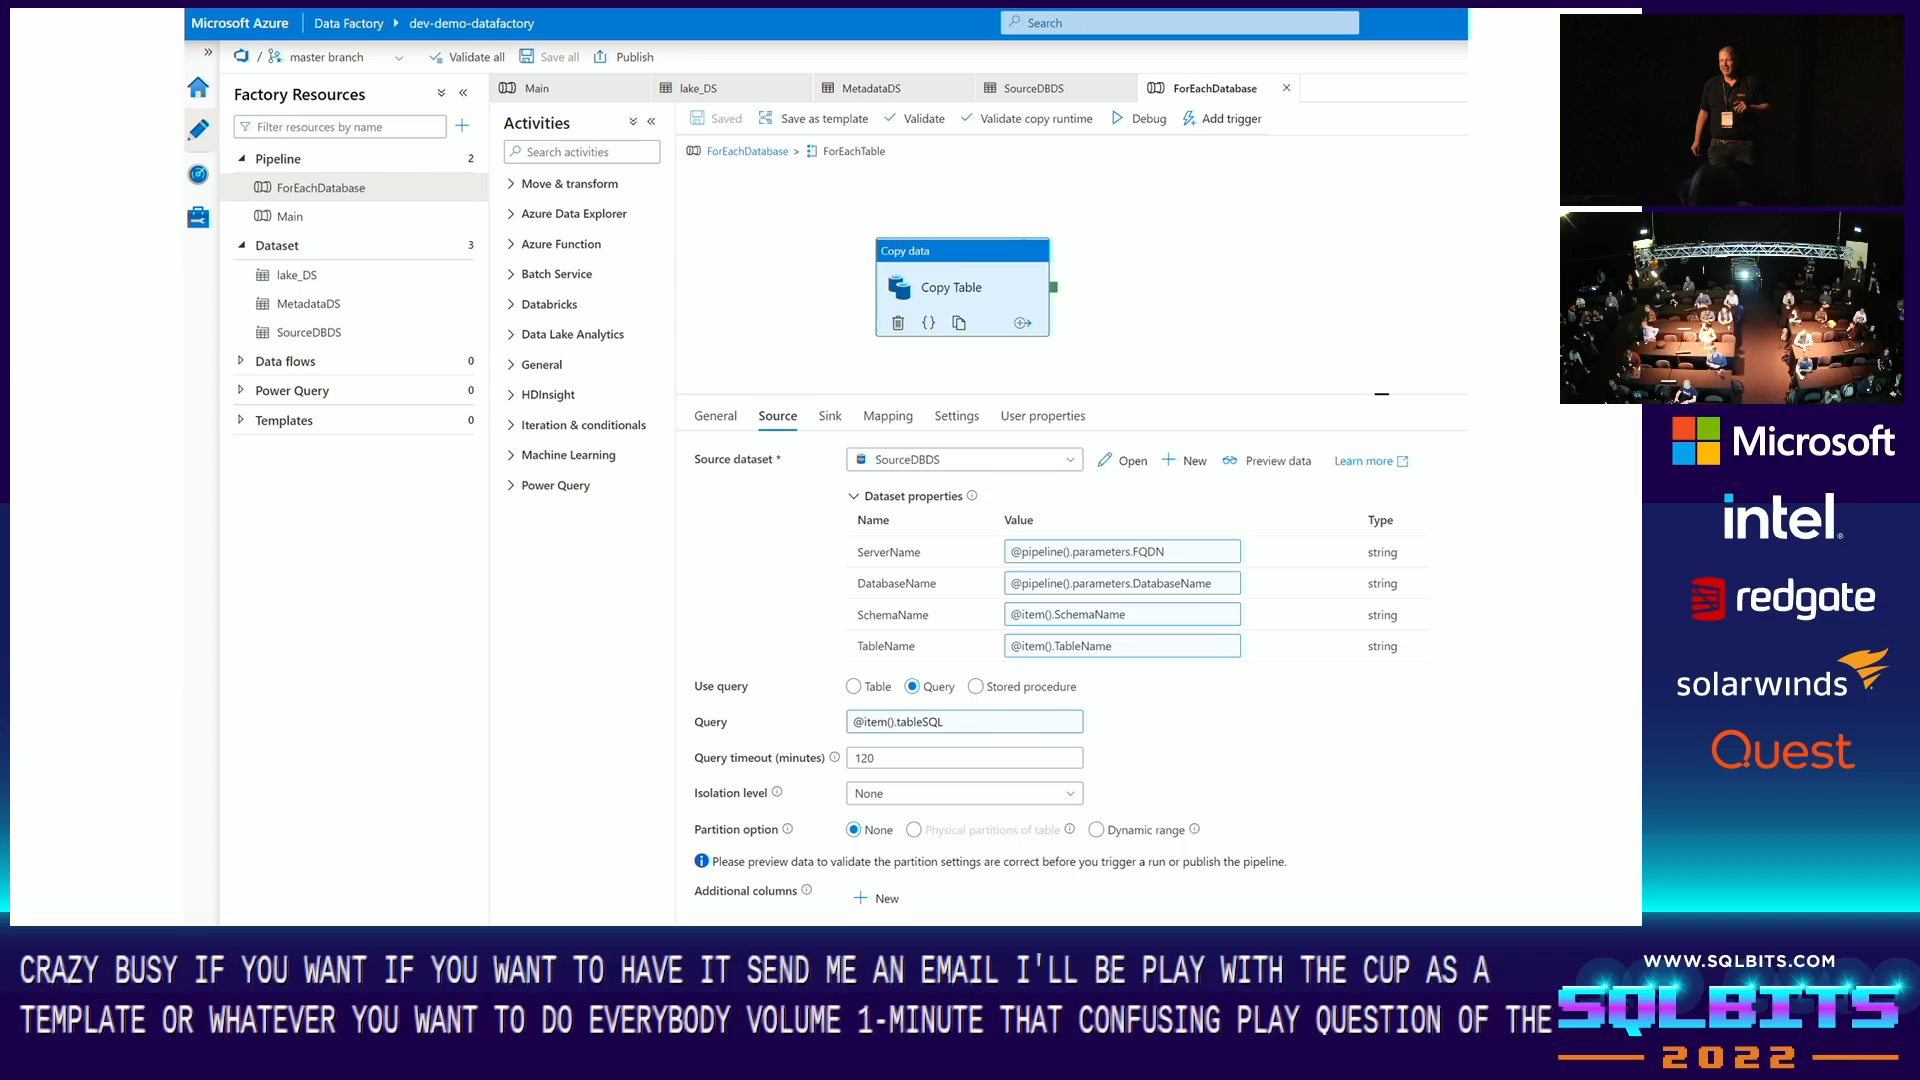 Microsoft Azure
Data Factory
dev-demo-datafactory
Search
»
/
master branch
Validate all
Save all
Publish
Factory Resources
Filter resources by name
Pipeline 2
ForEachDatabase
Main
Dataset 3
lake_DS
MetadataDS
SourceDBDS
Data flows 0
Power Query 0
Templates 0
Main
lake_DS
MetadataDS
SourceDBDS
ForEachDatabase
Activities
Search activities
Move & transform
Azure Data Explorer
Azure Function
Batch Service
Databricks
Data Lake Analytics
General
HDInsight
Iteration & conditionals
Machine Learning
Power Query
Saved
Save as template
Validate
Validate copy runtime
Debug
Add trigger
ForEachDatabase > ForEachTable
Copy data
Copy Table
General
Source
Sink
Mapping
Settings
User properties
Source dataset *
SourceDBDS
Open
New
Preview data
Learn more
Dataset properties
Name Value Type
ServerName @pipeline().parameters.FQDN string
DatabaseName @pipeline().parameters.DatabaseName string
SchemaName @item().SchemaName string
TableName @item().TableName string
Use query Table Query Stored procedure
Query @item().tableSQL
Query timeout (minutes) 120
Isolation level None
Partition option None Physical partitions of table Dynamic range
Please preview data to validate the partition settings are correct before you trigger a run or publish the pipeline.
Additional columns New
Microsoft
intel.
redgate
solarwinds
Quest
CRAZY BUSY IF YOU WANT IF YOU WANT TO HAVE IT SEND ME AN EMAIL I'LL BE PLAY WITH THE CUP AS A
TEMPLATE OR WHATEVER YOU WANT TO DO EVERYBODY VOLUME 1-MINUTE THAT CONFUSING PLAY QUESTION OF THE
WWW.SQLBITS.COM
SQLBITS
2022